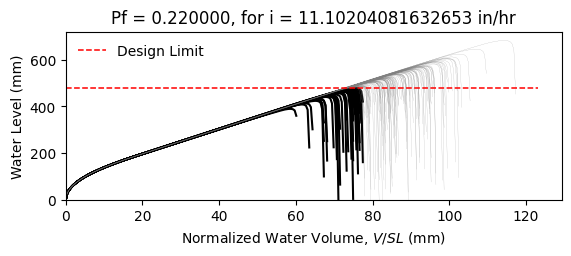 Pf = 0.220000, for i = 11.10204081632653 in/hr
Design Limit
Water Level (mm)
600
400
200
0
0 20 40 60 80 100 120
Normalized Water Volume, V/SL (mm)